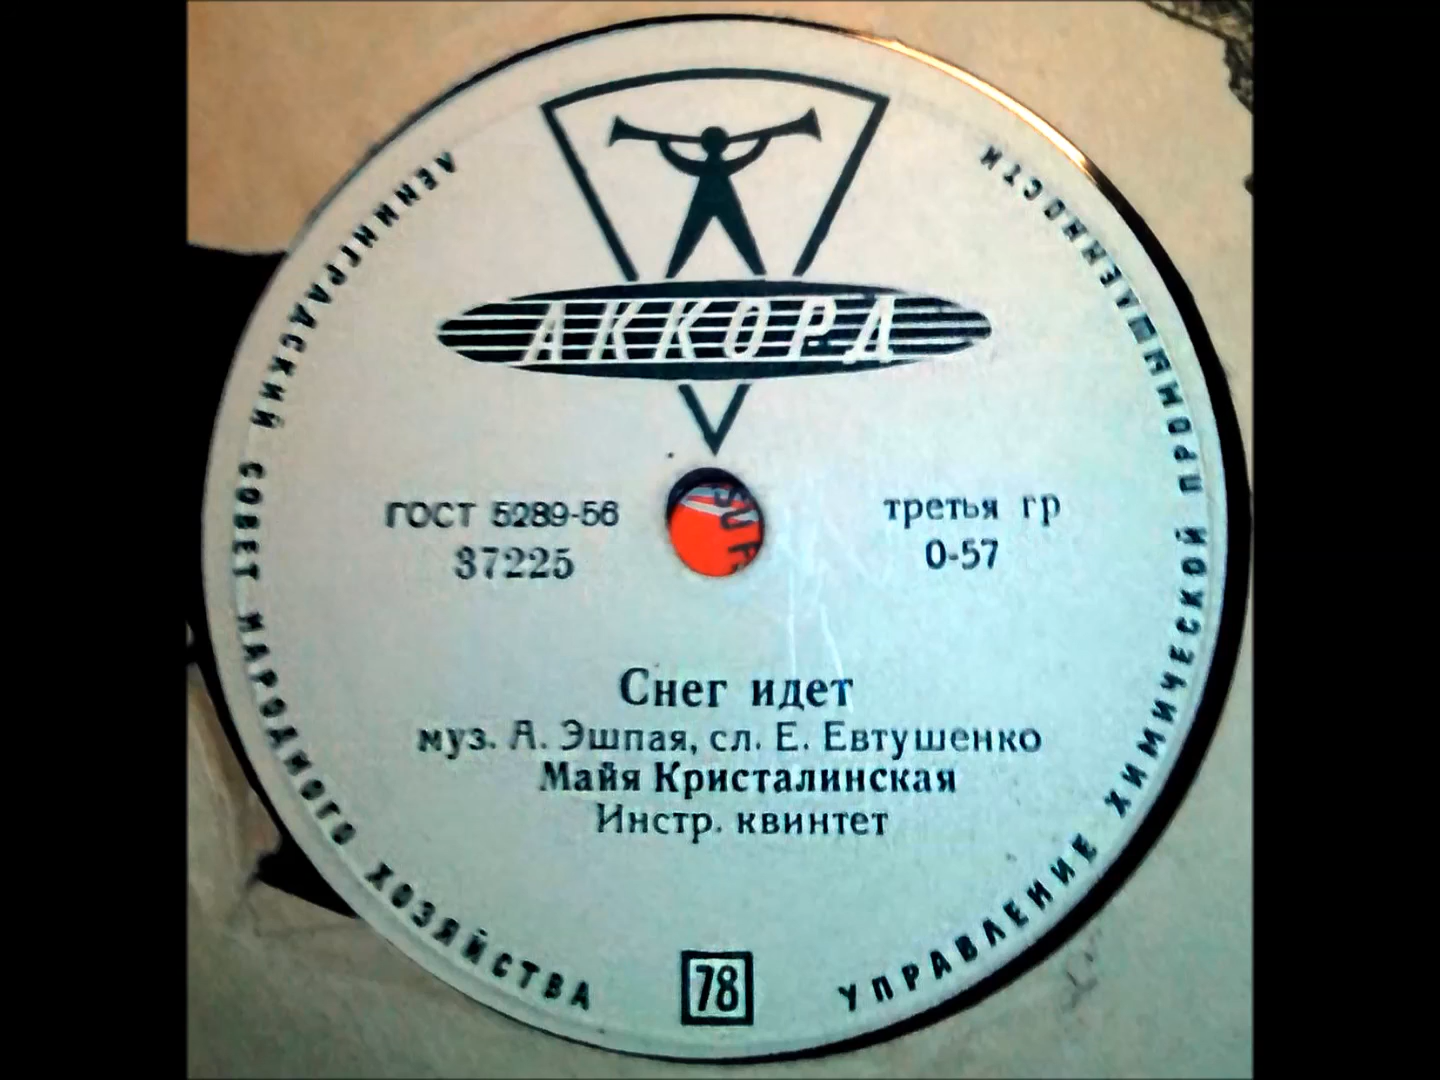 АККОРД
ГОСТ 5289-56
37225
третья гр
0-57
Снег идет
муз. А. Эшпая, сл. Е. Евтушенко
Майя Кристалинская
Инстр. квинтет
78
ЛЕНИНГРАДСКИЙ СОВЕТ НАРОДНОГО ХОЗЯЙСТВА
УПРАВЛЕНИЕ ХИМИЧЕСКОЙ ПРОМЫШЛЕННОСТИ
SUP